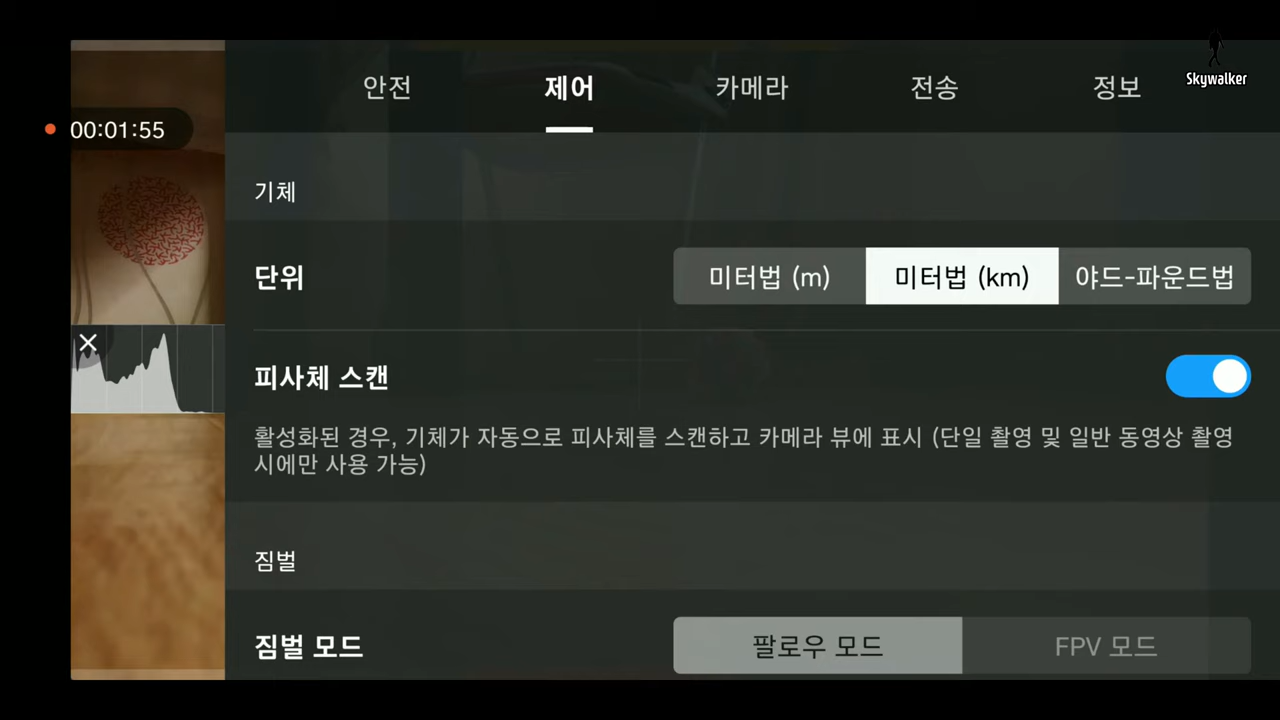 Skywalker
안전 제어 카메라 전송 정보
00:01:55
기체
단위 미터법 (m) 미터법 (km) 야드-파운드법
피사체 스캔
활성화된 경우, 기체가 자동으로 피사체를 스캔하고 카메라 뷰에 표시 (단일 촬영 및 일반 동영상 촬영
시에만 사용 가능)
짐벌
짐벌 모드 팔로우 모드 FPV 모드